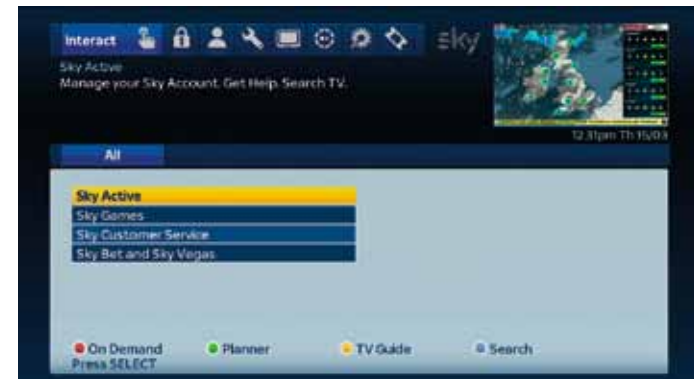 Interact
sky
Sky Active
Manage your Sky Account. Get Help. Search TV.
12.31pm Th 15/03
All
Sky Active
Sky Games
Sky Customer Service
Sky Bet and Sky Vegas
On Demand
Planner
TV Guide
Search
Press SELECT